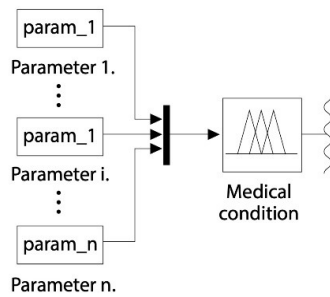 param_1
Parameter 1.
param_1
Parameter i.
param_n
Parameter n.
Medical
condition